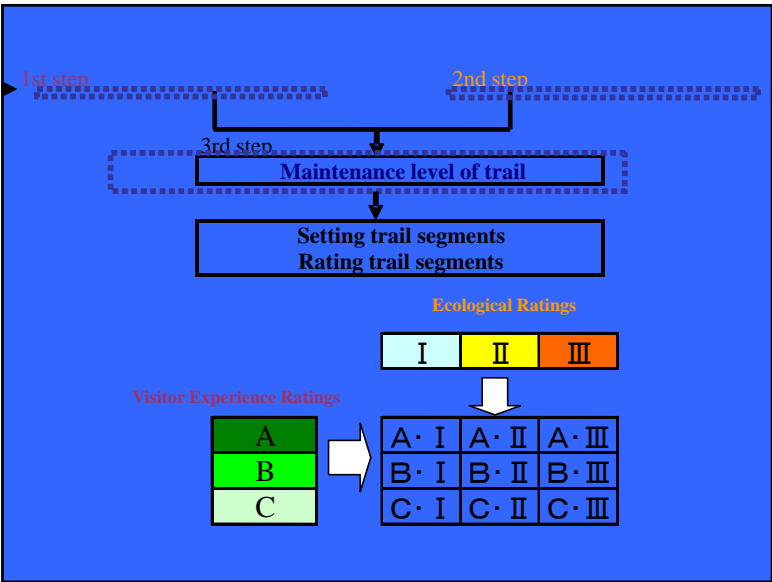 1st step
2nd step
3rd step
Maintenance level of trail
Setting trail segments
Rating trail segments
Ecological Ratings
Ⅰ Ⅱ Ⅲ
Visitor Experience Ratings
A
B
C
A・Ⅰ A・Ⅱ A・Ⅲ
B・Ⅰ B・Ⅱ B・Ⅲ
C・Ⅰ C・Ⅱ C・Ⅲ